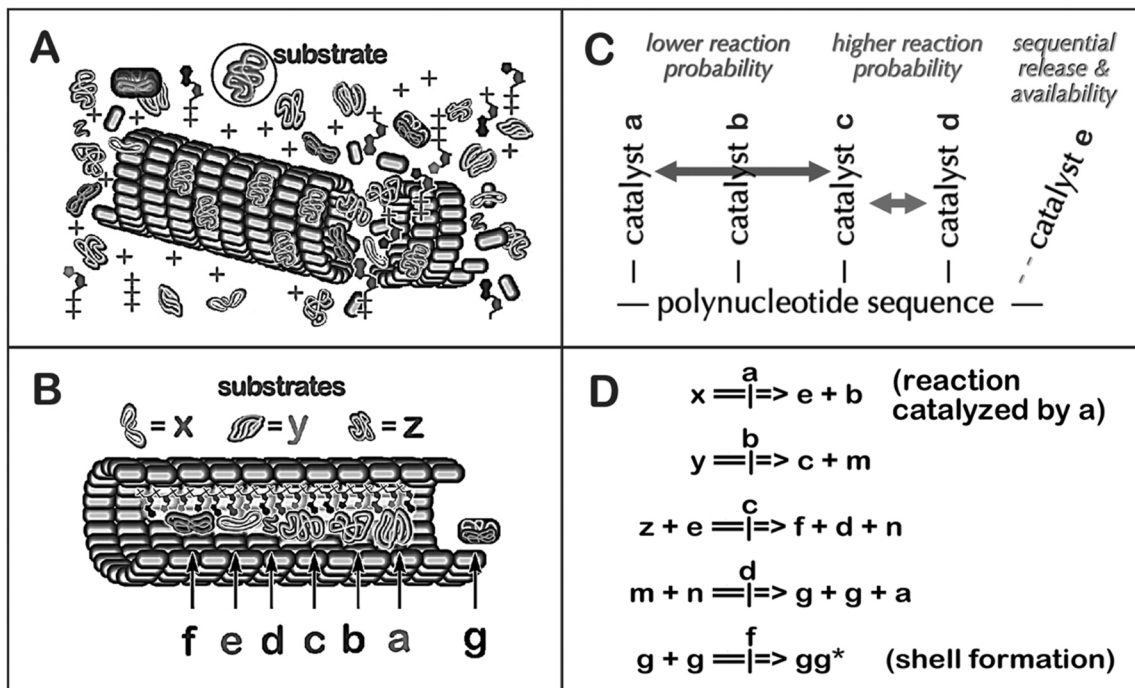 A
substrate
B
substrates
= x
= y
= z
f e d c b a g
C
lower reaction
probability
higher reaction
probability
sequential
release &
availability
catalyst a
catalyst b
catalyst c
catalyst d
catalyst e
— polynucleotide sequence —
D
a
x ==|=> e + b (reaction
catalyzed by a)
b
y ==|=> c + m
c
z + e ==|=> f + d + n
d
m + n ==|=> g + g + a
f
g + g ==|=> gg* (shell formation)